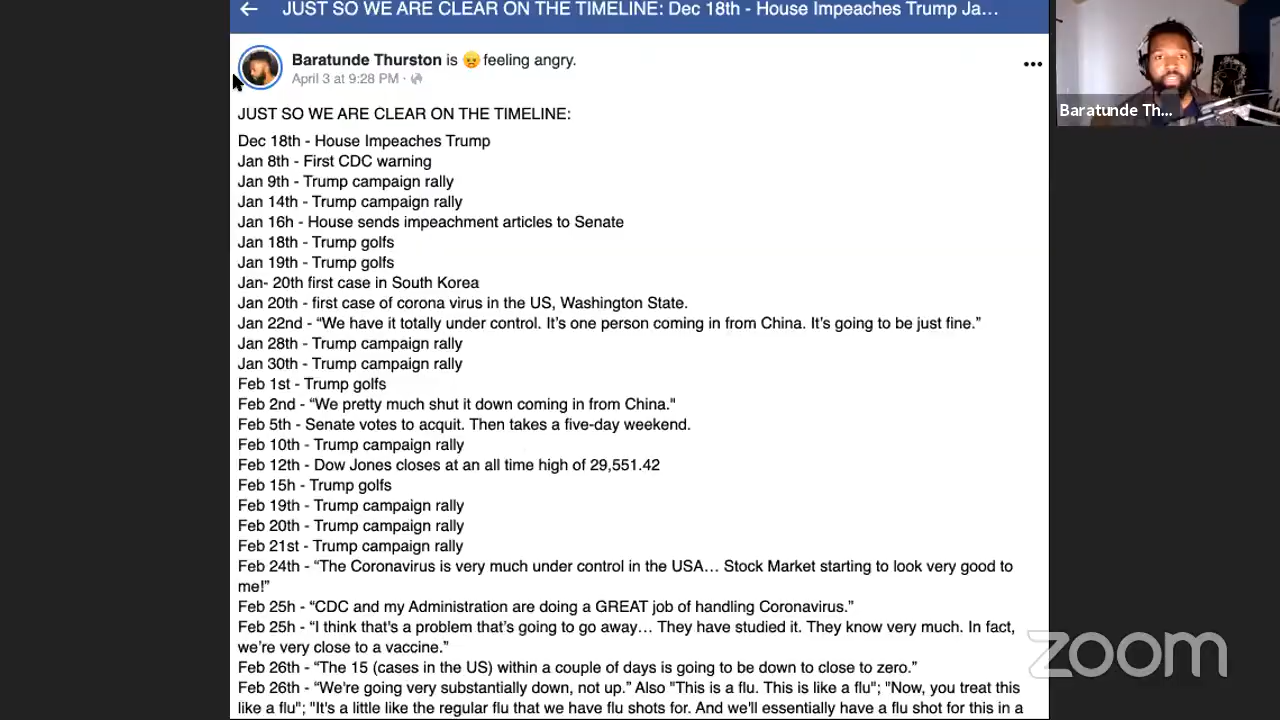 JUST SO WE ARE CLEAR ON THE TIMELINE: Dec 18th - House Impeaches Trump Ja…
Baratunde Thurston is 😠 feeling angry.
April 3 at 9:28 PM ·
JUST SO WE ARE CLEAR ON THE TIMELINE:
Dec 18th - House Impeaches Trump
Jan 8th - First CDC warning
Jan 9th - Trump campaign rally
Jan 14th - Trump campaign rally
Jan 16h - House sends impeachment articles to Senate
Jan 18th - Trump golfs
Jan 19th - Trump golfs
Jan- 20th first case in South Korea
Jan 20th - first case of corona virus in the US, Washington State.
Jan 22nd - “We have it totally under control. It’s one person coming in from China. It’s going to be just fine.”
Jan 28th - Trump campaign rally
Jan 30th - Trump campaign rally
Feb 1st - Trump golfs
Feb 2nd - “We pretty much shut it down coming in from China."
Feb 5th - Senate votes to acquit. Then takes a five-day weekend.
Feb 10th - Trump campaign rally
Feb 12th - Dow Jones closes at an all time high of 29,551.42
Feb 15h - Trump golfs
Feb 19th - Trump campaign rally
Feb 20th - Trump campaign rally
Feb 21st - Trump campaign rally
Feb 24th - “The Coronavirus is very much under control in the USA… Stock Market starting to look very good to
me!”
Feb 25h - “CDC and my Administration are doing a GREAT job of handling Coronavirus.”
Feb 25h - “I think that's a problem that’s going to go away… They have studied it. They know very much. In fact,
we’re very close to a vaccine.”
Feb 26th - “The 15 (cases in the US) within a couple of days is going to be down to close to zero.”
Feb 26th - “We're going very substantially down, not up.” Also "This is a flu. This is like a flu"; "Now, you treat this
like a flu"; "It's a little like the regular flu that we have flu shots for. And we'll essentially have a flu shot for this in a
Baratunde Th...
zoom